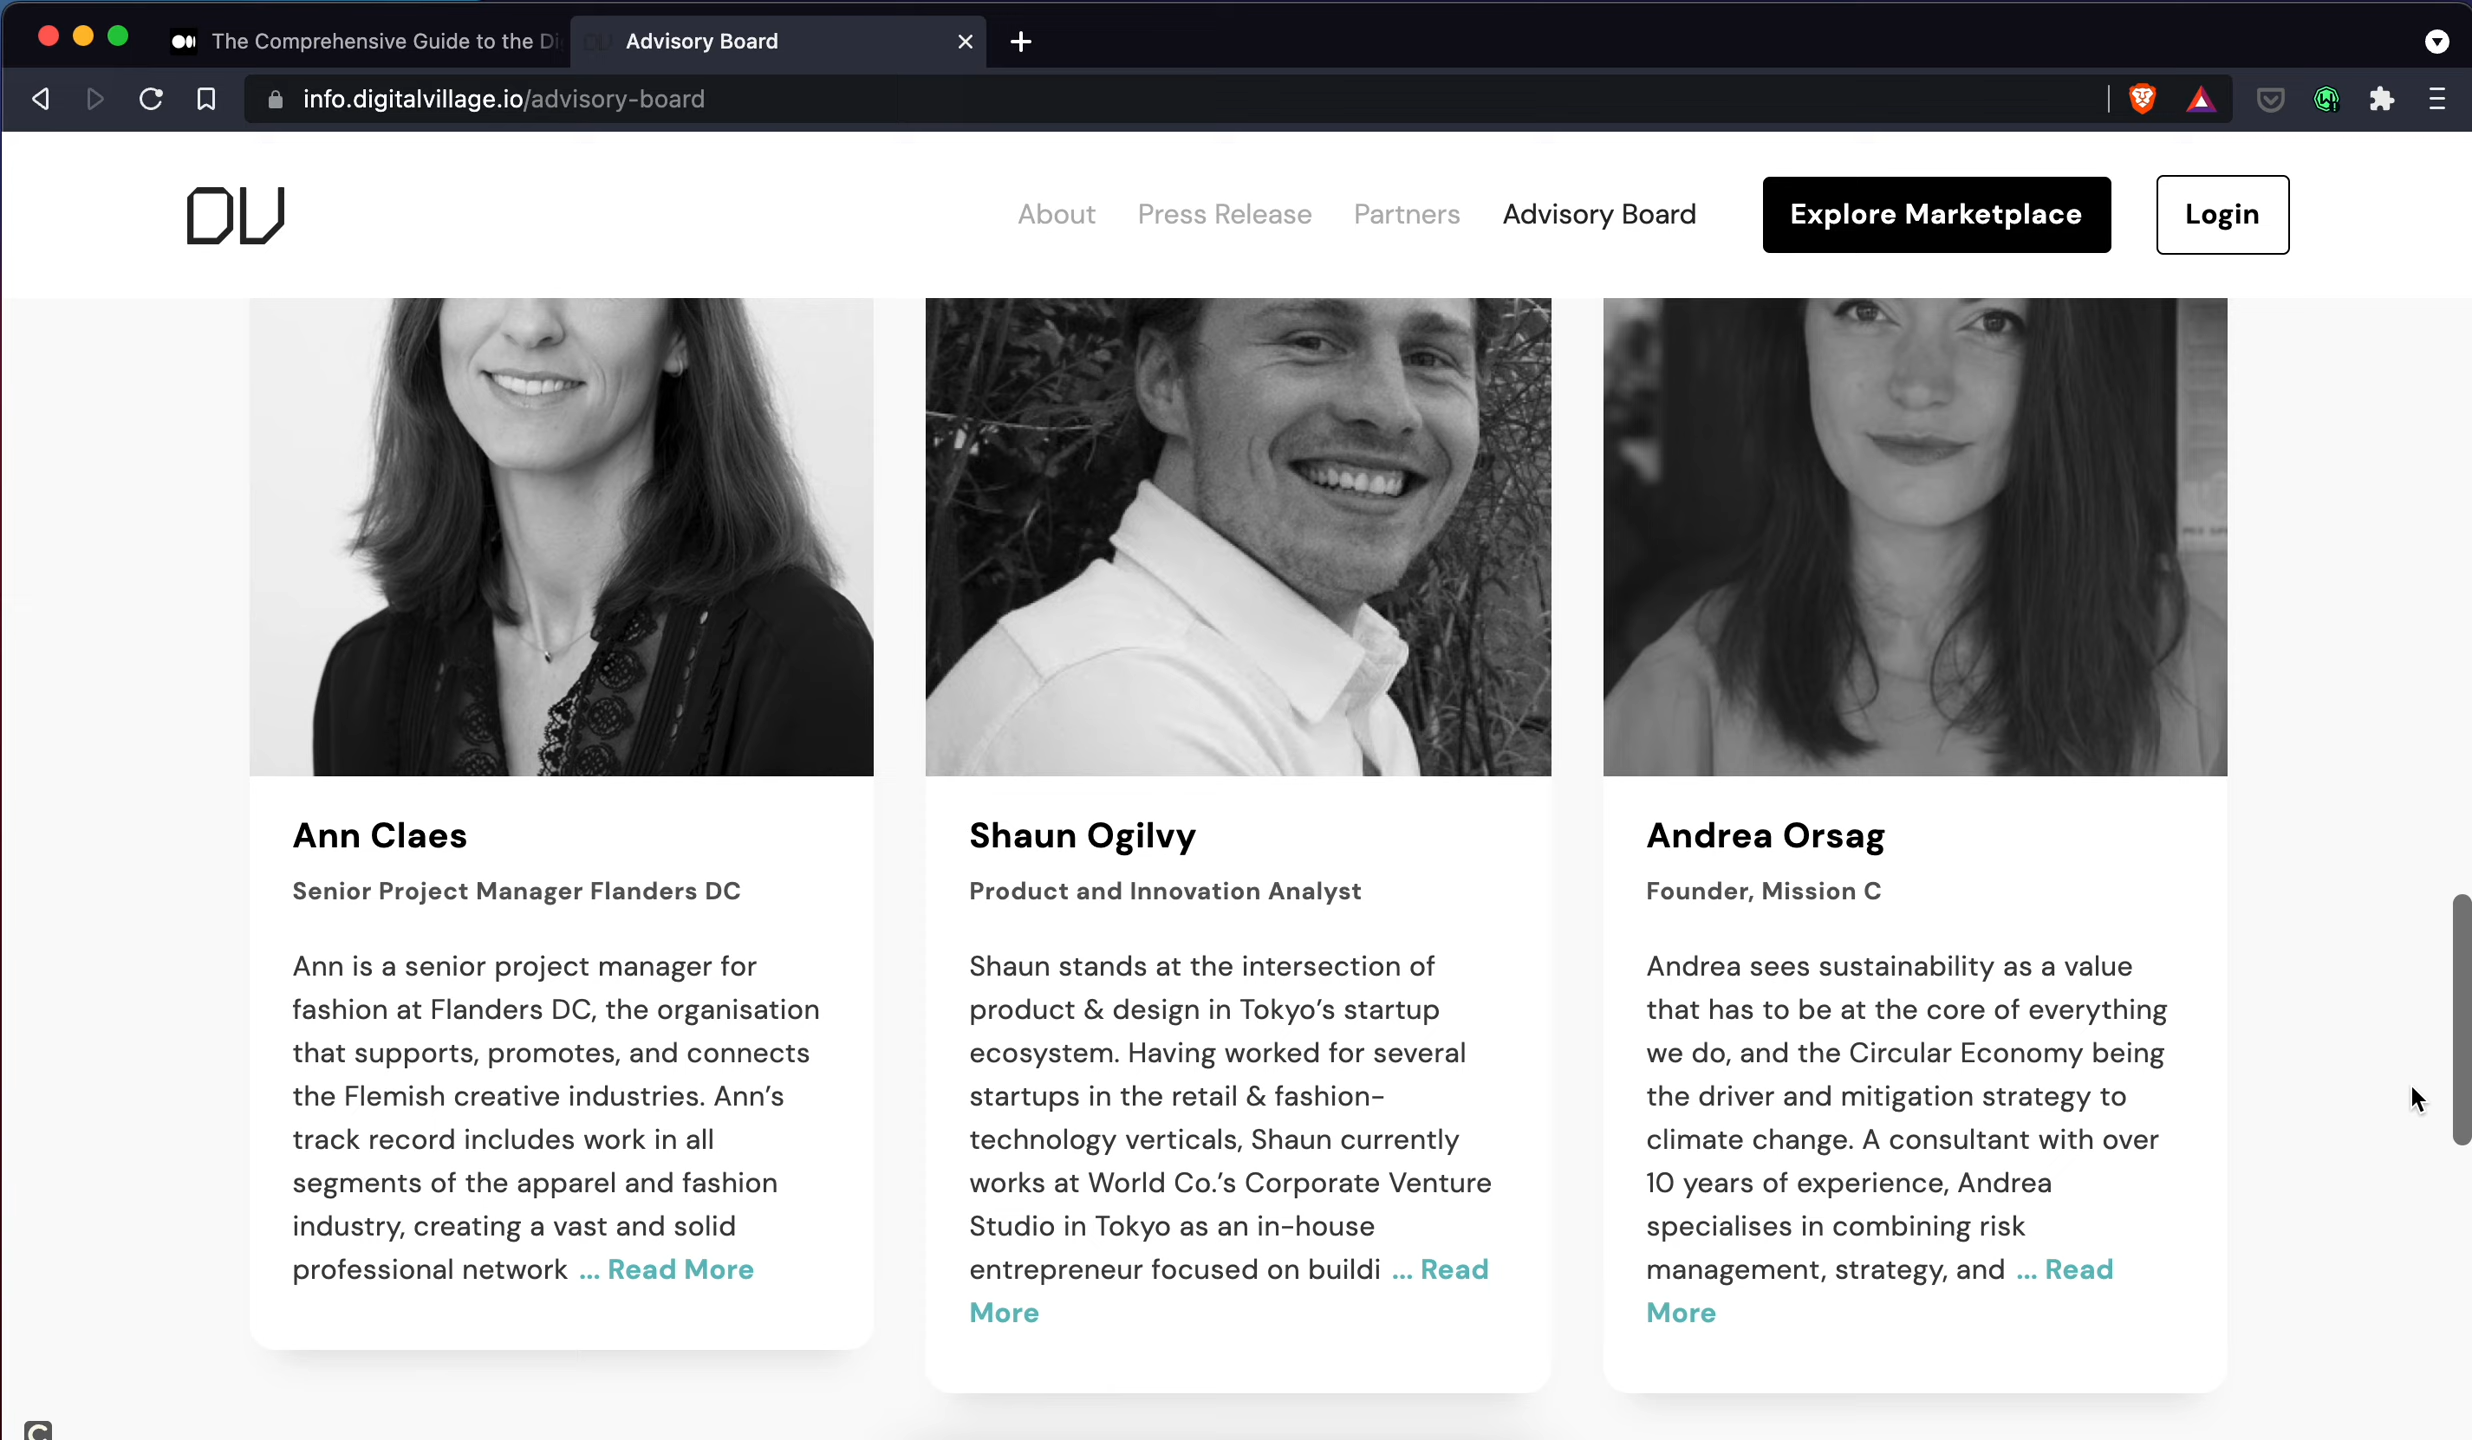 The Comprehensive Guide to the Di
Advisory Board
info.digitalvillage.io/advisory-board
DV
About
Press Release
Partners
Advisory Board
Explore Marketplace
Login
Ann Claes
Senior Project Manager Flanders DC
Ann is a senior project manager for
fashion at Flanders DC, the organisation
that supports, promotes, and connects
the Flemish creative industries. Ann’s
track record includes work in all
segments of the apparel and fashion
industry, creating a vast and solid
professional network ... Read More
Shaun Ogilvy
Product and Innovation Analyst
Shaun stands at the intersection of
product & design in Tokyo’s startup
ecosystem. Having worked for several
startups in the retail & fashion-
technology verticals, Shaun currently
works at World Co.’s Corporate Venture
Studio in Tokyo as an in-house
entrepreneur focused on buildi ... Read
More
Andrea Orsag
Founder, Mission C
Andrea sees sustainability as a value
that has to be at the core of everything
we do, and the Circular Economy being
the driver and mitigation strategy to
climate change. A consultant with over
10 years of experience, Andrea
specialises in combining risk
management, strategy, and ... Read
More